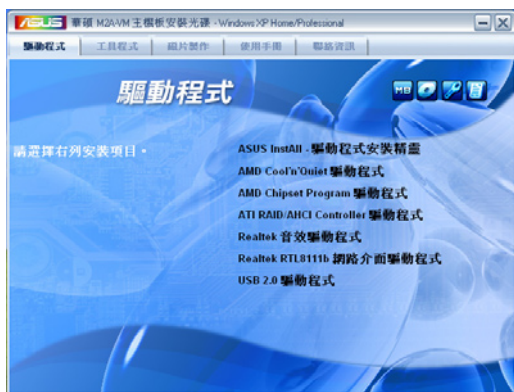 ASUS 華碩 M2A-VM 主機板安裝光碟 - Windows XP Home/Professional
驅動程式 工具程式 磁片製作 使用手冊 聯絡資訊
驅動程式
MB
請選擇右列安裝項目。
ASUS InstAll - 驅動程式安裝精靈
AMD Cool'n'Quiet 驅動程式
AMD Chipset Program 驅動程式
ATI RAID/AHCI Controller 驅動程式
Realtek 音效驅動程式
Realtek RTL8111b 網路介面驅動程式
USB 2.0 驅動程式